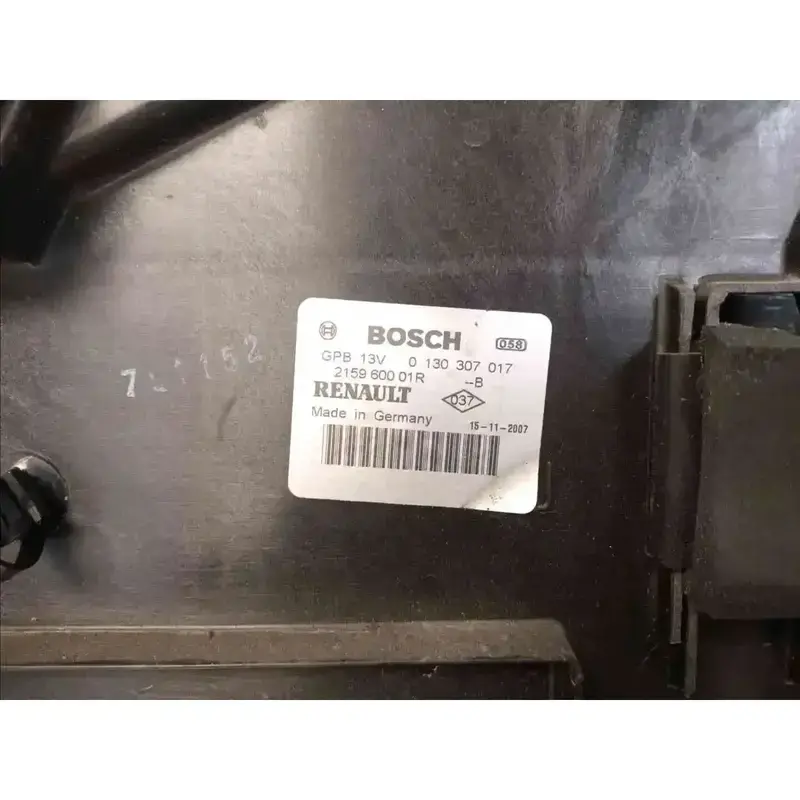 BOSCH 058
GPB 13V 0 130 307 017
2159 600 01R --B
RENAULT 037
Made in Germany 15-11-2007